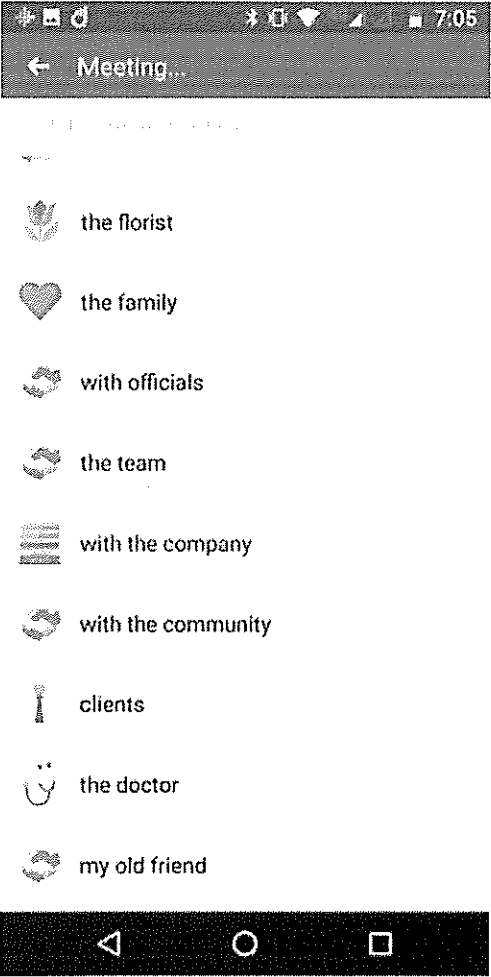 7:05
Meeting...
the florist
the family
with officials
the team
with the company
with the community
clients
the doctor
my old friend